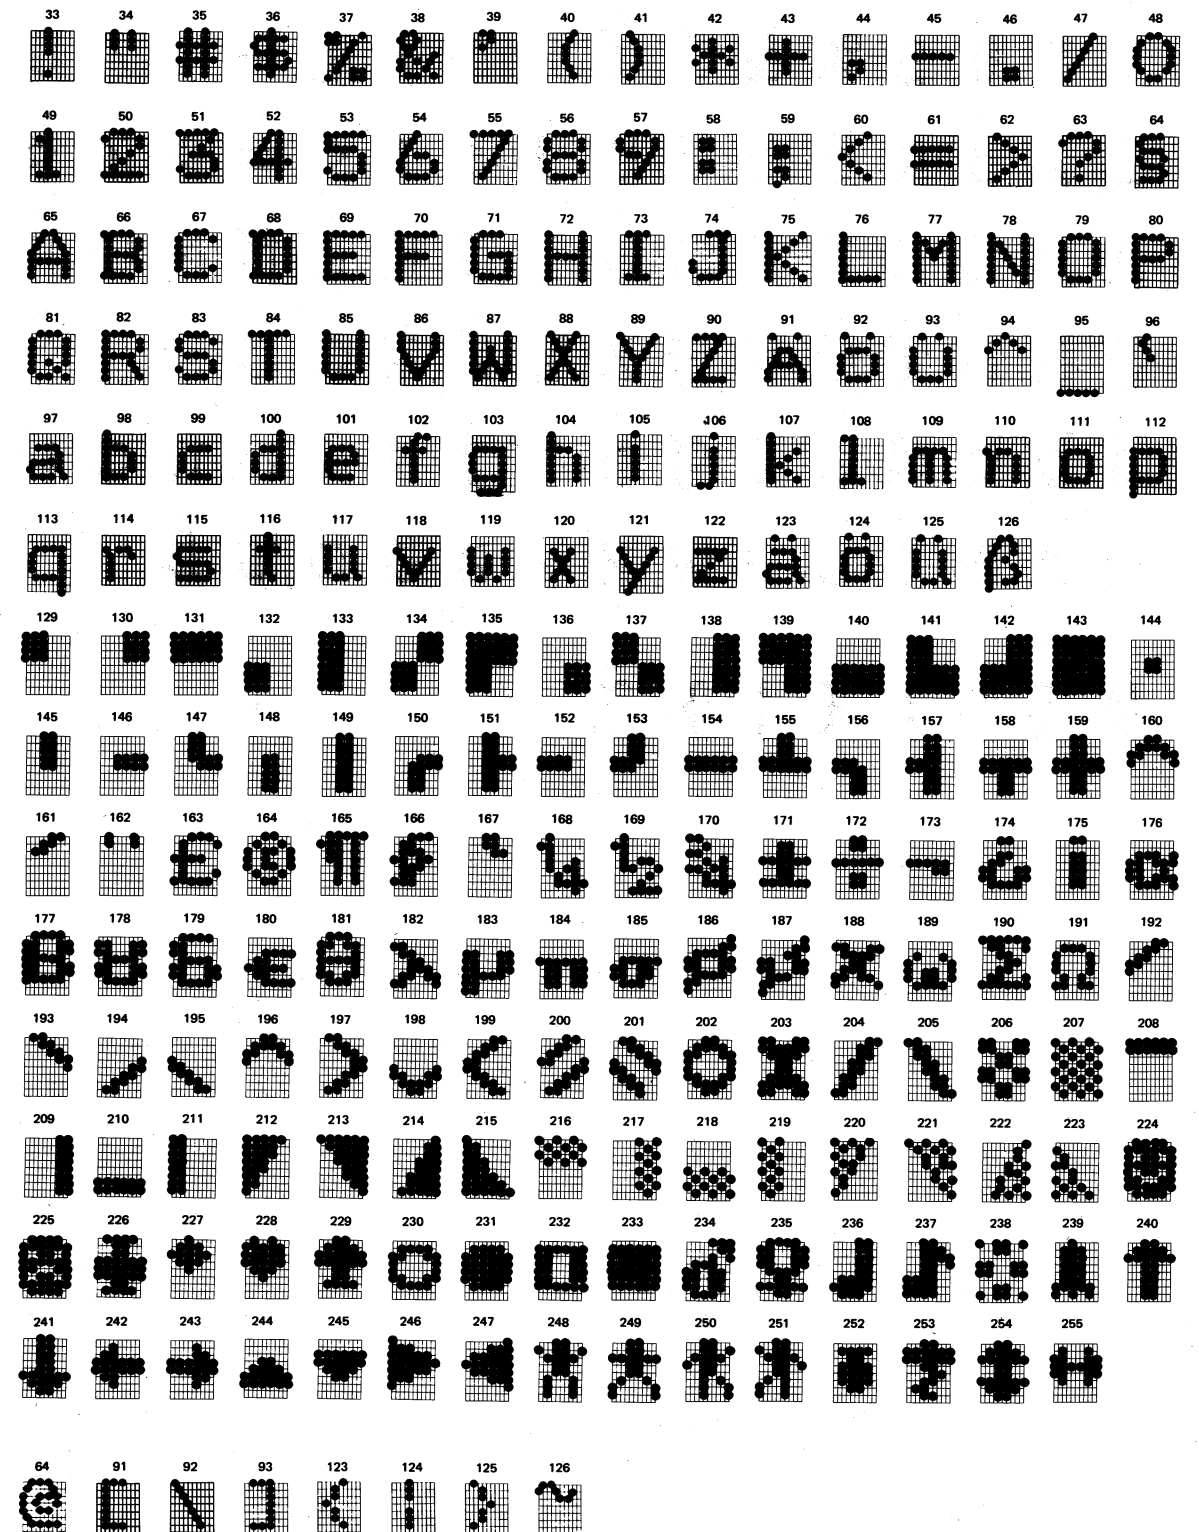 33 34 35 36 37 38 39 40 41 42 43 44 45 46 47 48
! " # $ % & ' ( ) * + , - . / 0
49 50 51 52 53 54 55 56 57 58 59 60 61 62 63 64
1 2 3 4 5 6 7 8 9 : ; < = > ? §
65 66 67 68 69 70 71 72 73 74 75 76 77 78 79 80
A B C D E F G H I J K L M N O P
81 82 83 84 85 86 87 88 89 90 91 92 93 94 95 96
Q R S T U V W X Y Z Ä Ö Ü ^ _ `
97 98 99 100 101 102 103 104 105 106 107 108 109 110 111 112
a b c d e f g h i j k l m n o p
113 114 115 116 117 118 119 120 121 122 123 124 125 126
q r s t u v w x y z ä ö ü ß
129 130 131 132 133 134 135 136 137 138 139 140 141 142 143 144
145 146 147 148 149 150 151 152 153 154 155 156 157 158 159 160
161 162 163 164 165 166 167 168 169 170 171 172 173 174 175 176
177 178 179 180 181 182 183 184 185 186 187 188 189 190 191 192
193 194 195 196 197 198 199 200 201 202 203 204 205 206 207 208
209 210 211 212 213 214 215 216 217 218 219 220 221 222 223 224
225 226 227 228 229 230 231 232 233 234 235 236 237 238 239 240
241 242 243 244 245 246 247 248 249 250 251 252 253 254 255
64 91 92 93 123 124 125 126
@ [ \ ] { | } ~